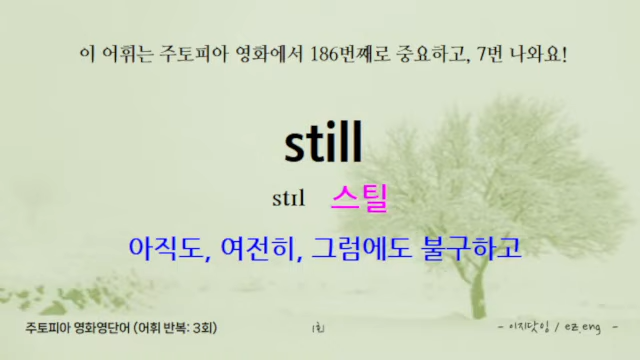 이 어휘는 주토피아 영화에서 186번째로 중요하고, 7번 나와요!
still
stɪl 스틸
아직도, 여전히, 그럼에도 불구하고
주토피아 영화영단어 (어휘 반복: 3회) 1회 - 이지닷잉 / ez.eng -